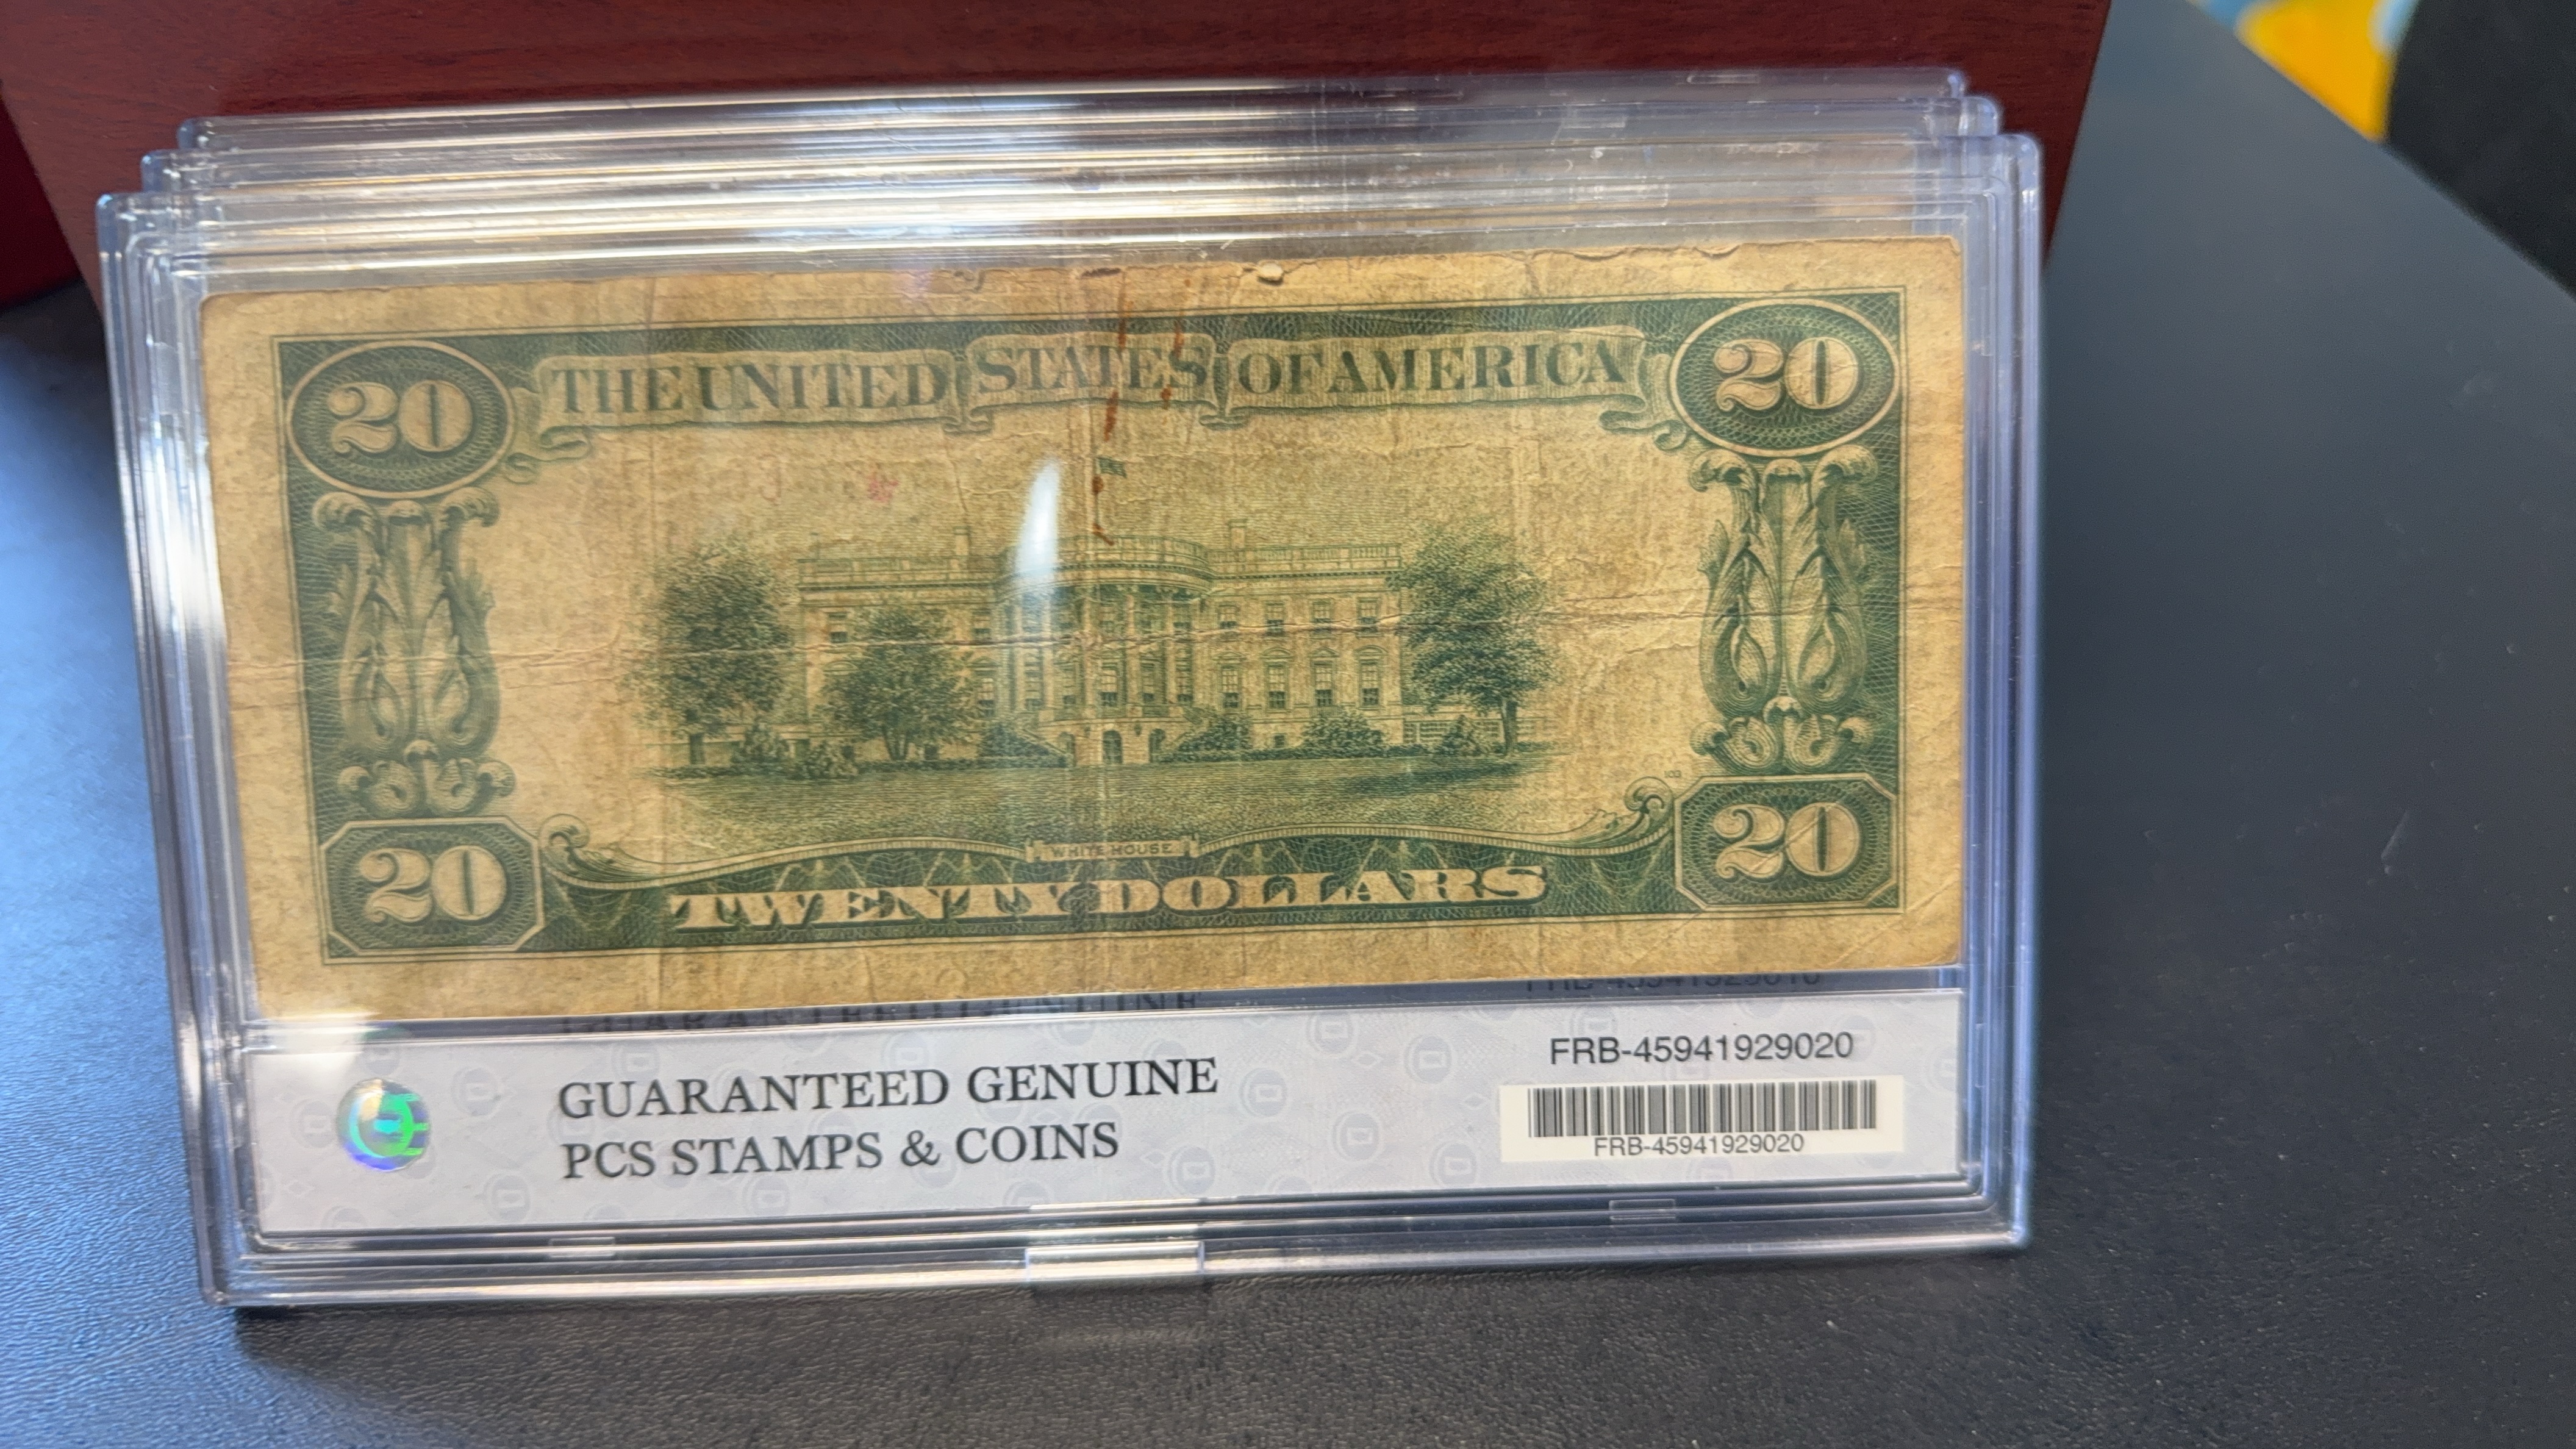 20 THE UNITED STATES OF AMERICA 20
WHITE HOUSE
20 TWENTY DOLLARS 20
GUARANTEED GENUINE
PCS STAMPS & COINS
FRB-45941929020
FRB-45941929020